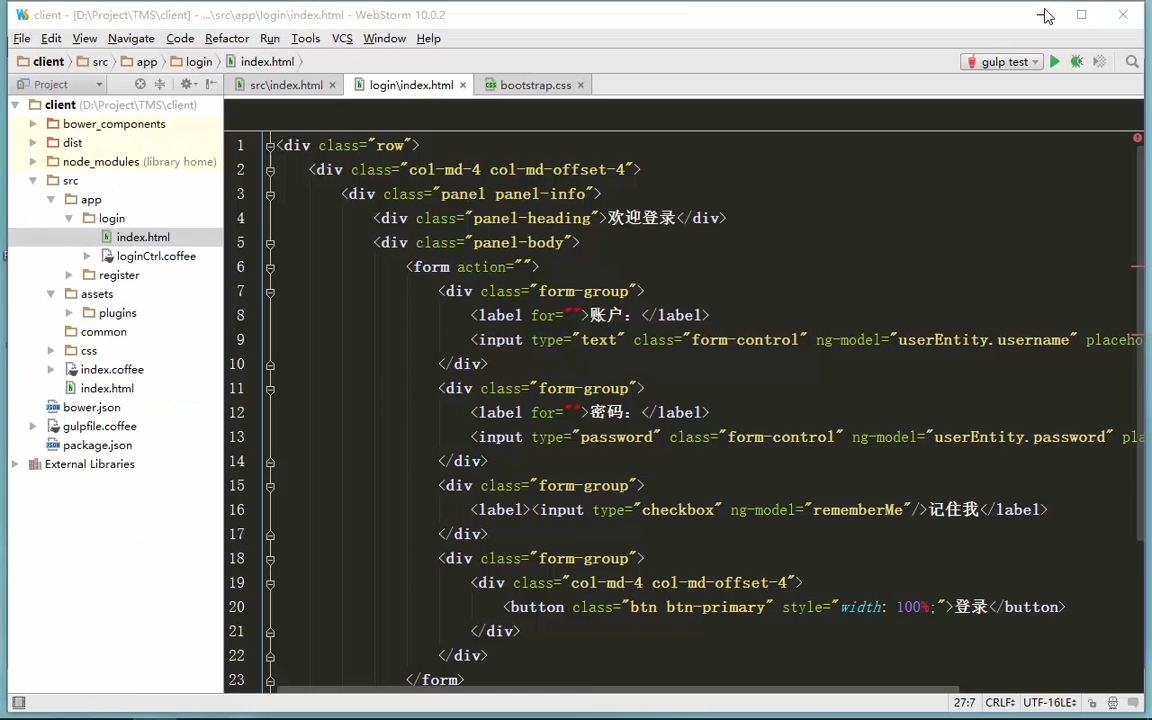 client - [D:\Project\TMS\client] - ...\src\app\login\index.html - WebStorm 10.0.2
File Edit View Navigate Code Refactor Run Tools VCS Window Help
client src app login index.html gulp test
Project src\index.html login\index.html bootstrap.css
client (D:\Project\TMS\client)
bower_components
dist
node_modules (library home)
src
app
login
index.html
loginCtrl.coffee
register
assets
plugins
common
css
index.coffee
index.html
bower.json
gulpfile.coffee
package.json
External Libraries
1 <div class="row">
2 <div class="col-md-4 col-md-offset-4">
3 <div class="panel panel-info">
4 <div class="panel-heading">欢迎登录</div>
5 <div class="panel-body">
6 <form action="">
7 <div class="form-group">
8 <label for="">账户：</label>
9 <input type="text" class="form-control" ng-model="userEntity.username" placeho
10 </div>
11 <div class="form-group">
12 <label for="">密码：</label>
13 <input type="password" class="form-control" ng-model="userEntity.password" pla
14 </div>
15 <div class="form-group">
16 <label><input type="checkbox" ng-model="rememberMe"/>记住我</label>
17 </div>
18 <div class="form-group">
19 <div class="col-md-4 col-md-offset-4">
20 <button class="btn btn-primary" style="width: 100%;">登录</button>
21 </div>
22 </div>
23 </form>
27:7 CRLF UTF-16LE